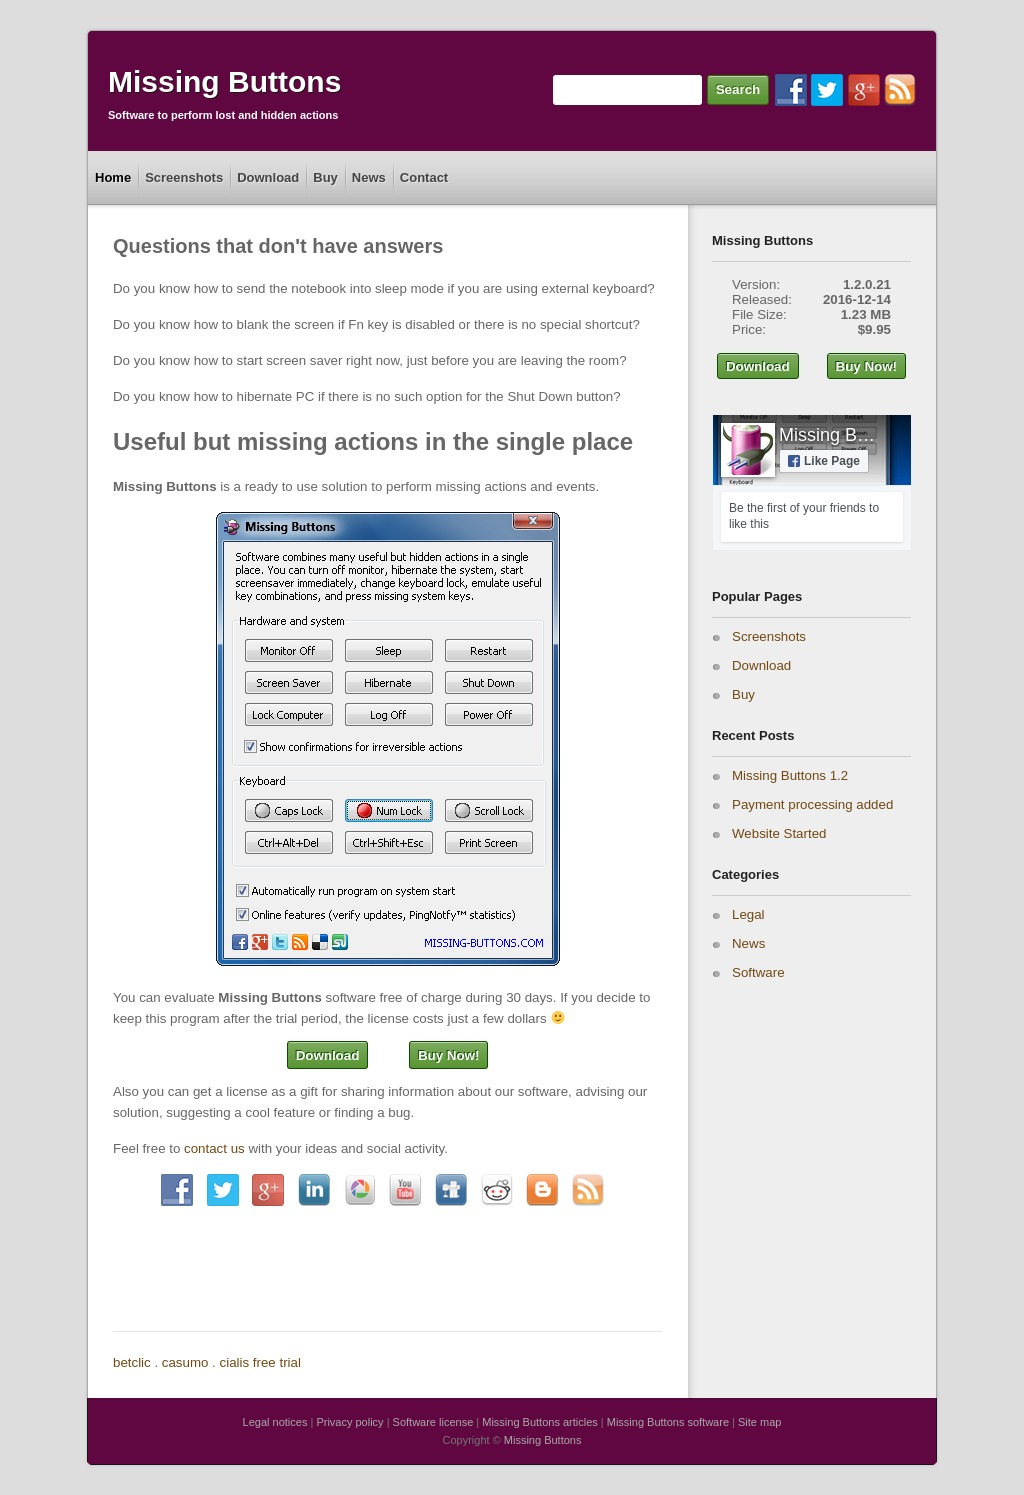 Missing Buttons
Software to perform lost and hidden actions
Search
Home
Screenshots
Download
Buy
News
Contact
Questions that don't have answers
Do you know how to send the notebook into sleep mode if you are using external keyboard?
Do you know how to blank the screen if Fn key is disabled or there is no special shortcut?
Do you know how to start screen saver right now, just before you are leaving the room?
Do you know how to hibernate PC if there is no such option for the Shut Down button?
Useful but missing actions in the single place
Missing Buttons is a ready to use solution to perform missing actions and events.
Missing Buttons
Software combines many useful but hidden actions in a single
place. You can turn off monitor, hibernate the system, start
screensaver immediately, change keyboard lock, emulate useful
key combinations, and press missing system keys.
Hardware and system
Monitor Off
Sleep
Restart
Screen Saver
Hibernate
Shut Down
Lock Computer
Log Off
Power Off
Show confirmations for irreversible actions
Keyboard
Caps Lock
Num Lock
Scroll Lock
Ctrl+Alt+Del
Ctrl+Shift+Esc
Print Screen
Automatically run program on system start
Online features (verify updates, PingNotfy™ statistics)
MISSING-BUTTONS.COM
You can evaluate Missing Buttons software free of charge during 30 days. If you decide to
keep this program after the trial period, the license costs just a few dollars 🙂
Download
Buy Now!
Also you can get a license as a gift for sharing information about our software, advising our
solution, suggesting a cool feature or finding a bug.
Feel free to contact us with your ideas and social activity.
You
Tube
betclic . casumo . cialis free trial
Missing Buttons
Version: 1.2.0.21
Released: 2016-12-14
File Size: 1.23 MB
Price: $9.95
Download
Buy Now!
Missing B…
Like Page
Keyboard
Be the first of your friends to
like this
Popular Pages
Screenshots
Download
Buy
Recent Posts
Missing Buttons 1.2
Payment processing added
Website Started
Categories
Legal
News
Software
Legal notices | Privacy policy | Software license | Missing Buttons articles | Missing Buttons software | Site map
Copyright © Missing Buttons